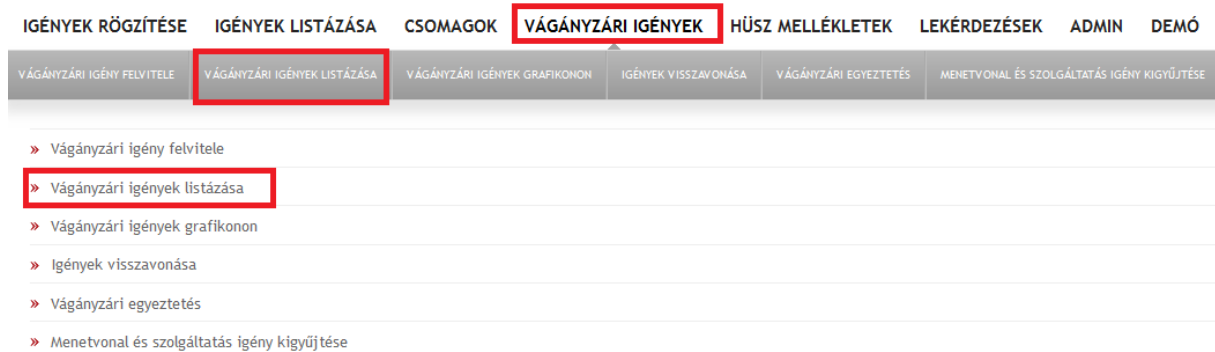 IGÉNYEK RÖGZÍTÉSE IGÉNYEK LISTÁZÁSA CSOMAGOK VÁGÁNYZÁRI IGÉNYEK HÜSZ MELLÉKLETEK LEKÉRDEZÉSEK ADMIN DEMÓ
VÁGÁNYZÁRI IGÉNY FELVITELE VÁGÁNYZÁRI IGÉNYEK LISTÁZÁSA VÁGÁNYZÁRI IGÉNYEK GRAFIKONON IGÉNYEK VISSZAVONÁSA VÁGÁNYZÁRI EGYEZTETÉS MENETVONAL ÉS SZOLGÁLTATÁS IGÉNY KIGYŰJTÉSE
» Vágányzári igény felvitele
» Vágányzári igények listázása
» Vágányzári igények grafikonon
» Igények visszavonása
» Vágányzári egyeztetés
» Menetvonal és szolgáltatás igény kigyűjtése